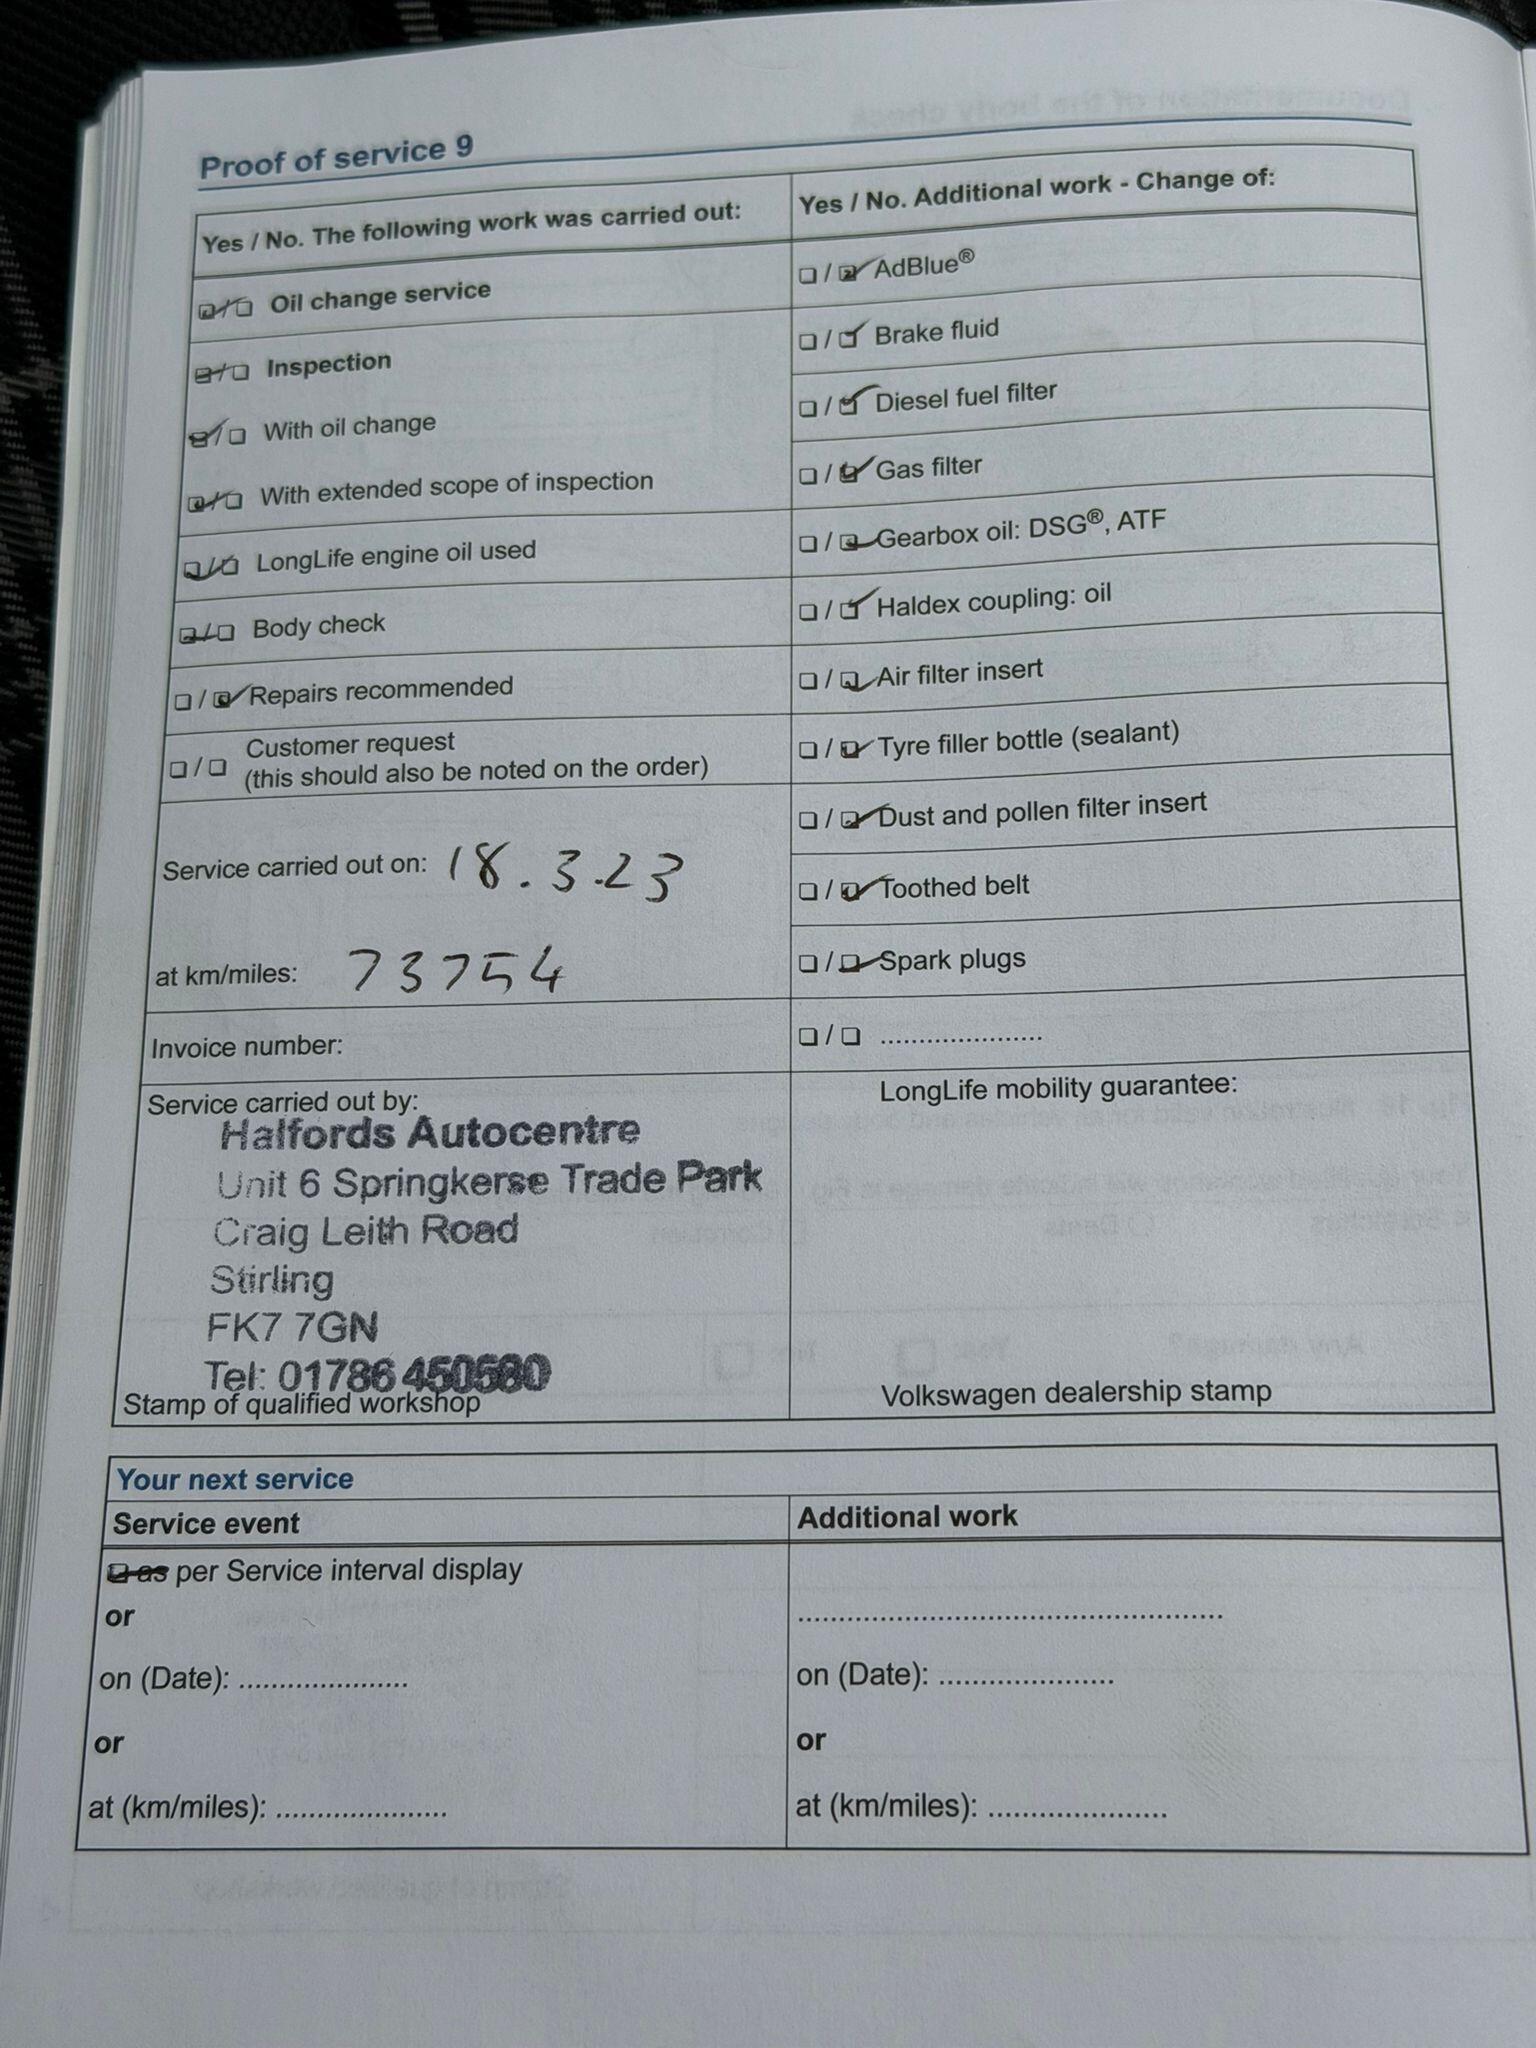 Proof of service 9
Yes / No. The following work was carried out:
☑ / ☐ Oil change service
☑ / ☐ Inspection
☑ / ☐ With oil change
☑ / ☐ With extended scope of inspection
☑ / ☐ LongLife engine oil used
☑ / ☐ Body check
☐ / ☑ Repairs recommended
☐ / ☐ Customer request
(this should also be noted on the order)
Service carried out on: 18.3.23
at km/miles: 73754
Invoice number:
Service carried out by:
Halfords Autocentre
Unit 6 Springkerse Trade Park
Craig Leith Road
Stirling
FK7 7GN
Tel: 01786
Stamp of qualified workshop
Yes / No. Additional work - Change of:
☐ / ☑ AdBlue®
☐ / ☑ Brake fluid
☐ / ☑ Diesel fuel filter
☐ / ☑ Gas filter
☐ / ☑ Gearbox oil: DSG®, ATF
☐ / ☑ Haldex coupling: oil
☐ / ☑ Air filter insert
☐ / ☑ Tyre filler bottle (sealant)
☐ / ☑ Dust and pollen filter insert
☐ / ☑ Toothed belt
☐ / ☑ Spark plugs
☐ / ☐ .....................
LongLife mobility guarantee:
Volkswagen dealership stamp
Your next service
Service event
☑ as per Service interval display
or
on (Date): .....................
or
at (km/miles): .....................
Additional work
.....................................................
on (Date): .....................
or
at (km/miles): .....................